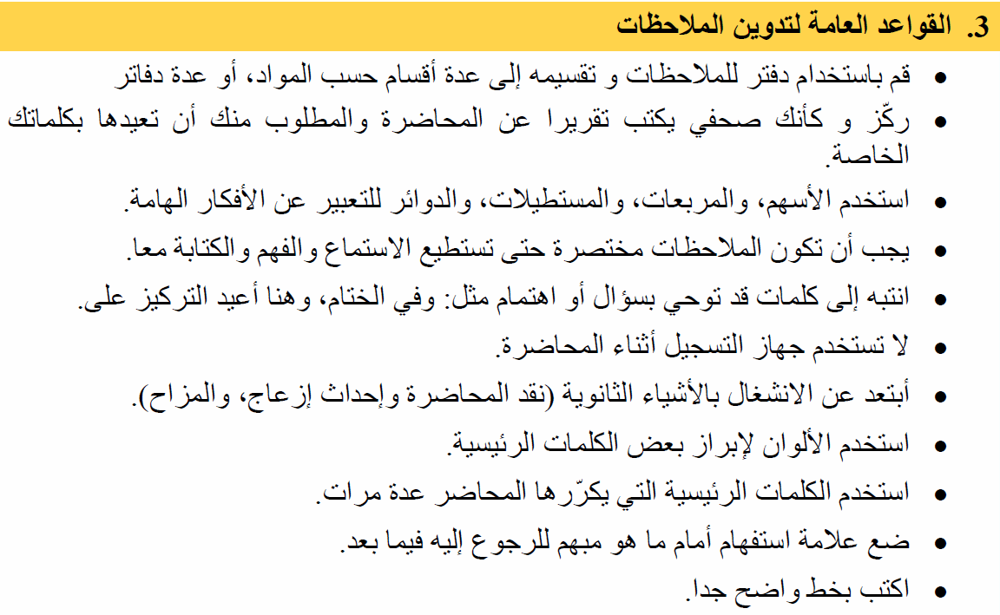 3. القواعد العامة لتدوين الملاحظات
• قم باستخدام دفتر للملاحظات و تقسيمه إلى عدة أقسام حسب المواد، أو عدة دفاتر
• ركّز و كأنك صحفي يكتب تقريرا عن المحاضرة والمطلوب منك أن تعيدها بكلماتك
الخاصة.
• استخدم الأسهم، والمربعات، والمستطيلات، والدوائر للتعبير عن الأفكار الهامة.
• يجب أن تكون الملاحظات مختصرة حتى تستطيع الاستماع والفهم والكتابة معا.
• انتبه إلى كلمات قد توحي بسؤال أو اهتمام مثل: وفي الختام، وهنا أعيد التركيز على.
• لا تستخدم جهاز التسجيل أثناء المحاضرة.
• أبتعد عن الانشغال بالأشياء الثانوية (نقد المحاضرة وإحداث إزعاج، والمزاح).
• استخدم الألوان لإبراز بعض الكلمات الرئيسية.
• استخدم الكلمات الرئيسية التي يكرّرها المحاضر عدة مرات.
• ضع علامة استفهام أمام ما هو مبهم للرجوع إليه فيما بعد.
• اكتب بخط واضح جدا.